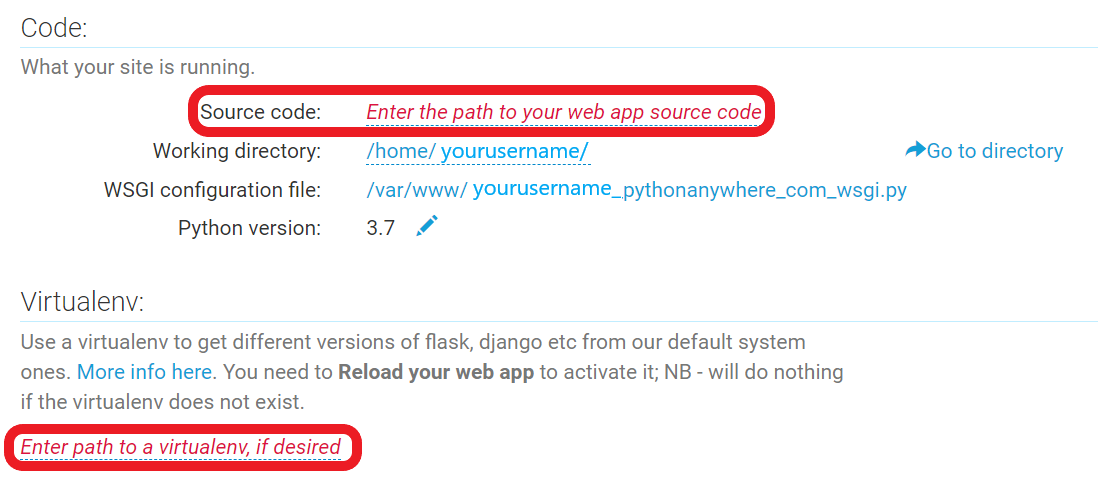 Code:
What your site is running.
Source code: Enter the path to your web app source code
Working directory: /home/ yourusername/ Go to directory
WSGI configuration file: /var/www/ yourusername_pythonanywhere_com_wsgi.py
Python version: 3.7
Virtualenv:
Use a virtualenv to get different versions of flask, django etc from our default system
ones. More info here. You need to Reload your web app to activate it; NB - will do nothing
if the virtualenv does not exist.
Enter path to a virtualenv, if desired